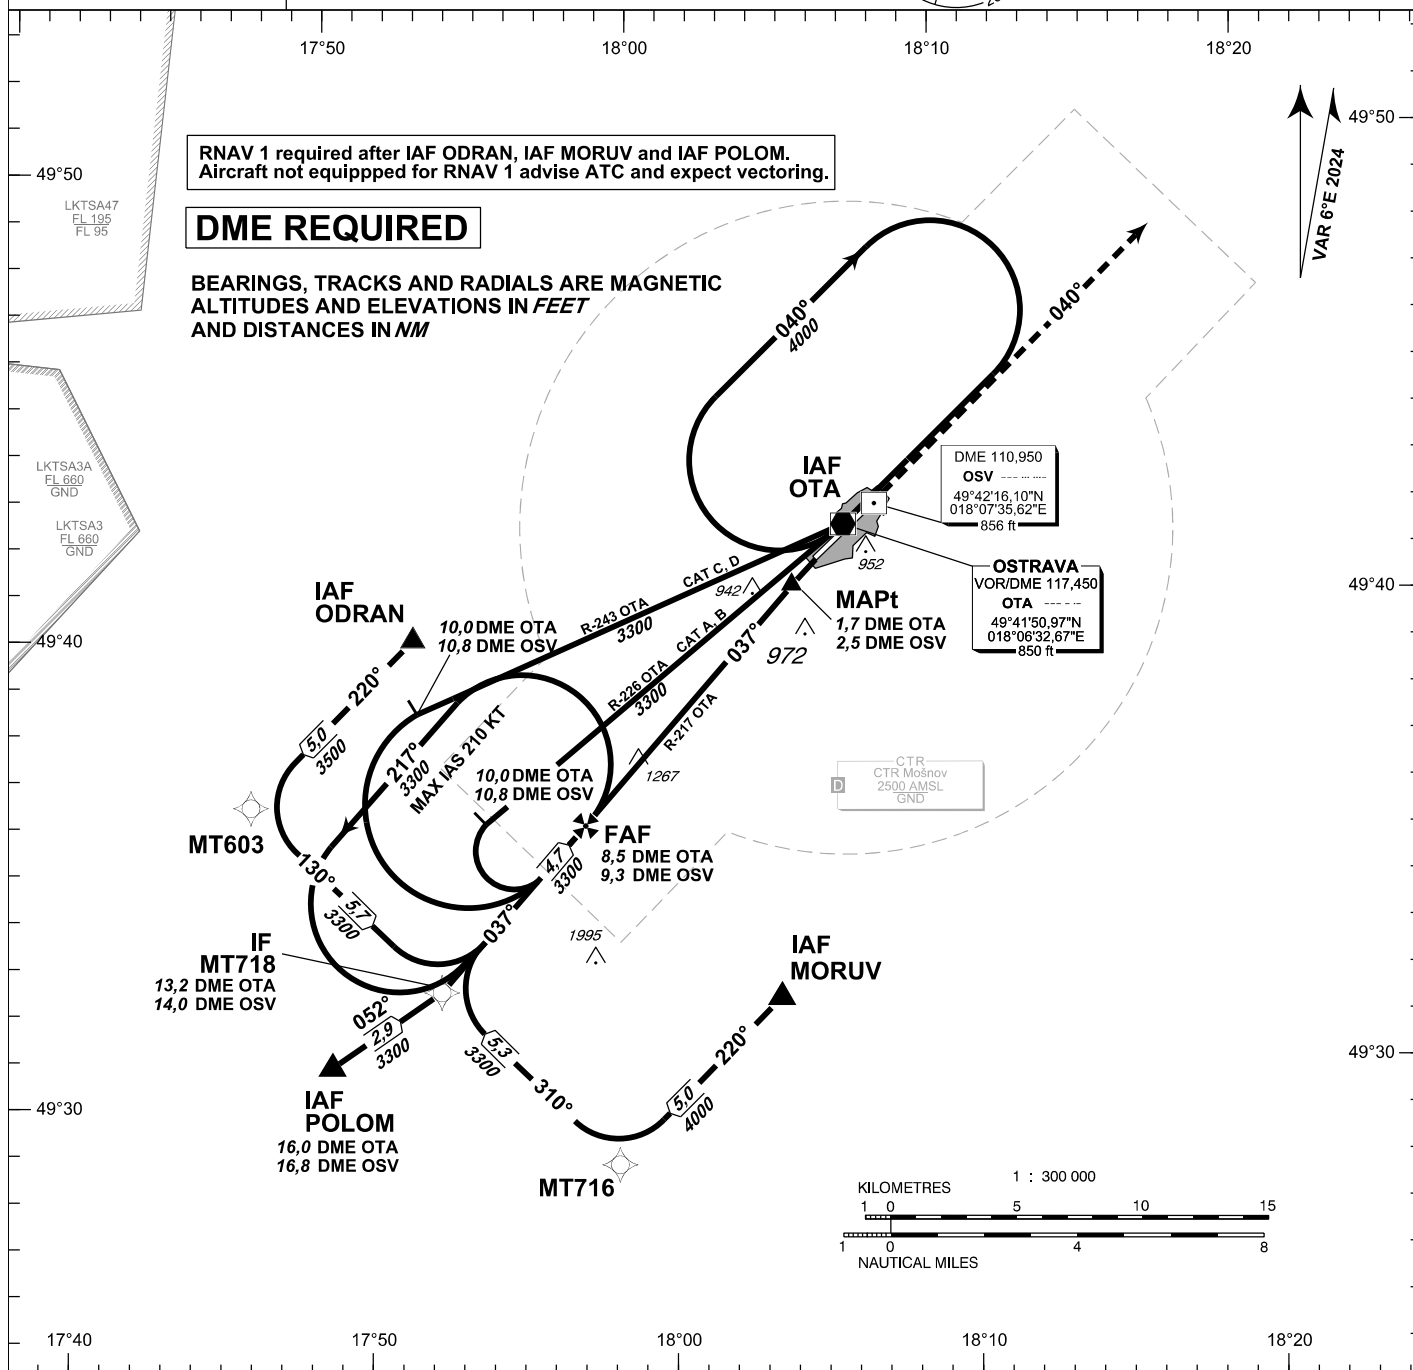 17°50
18°00
18°10
18°20
49°50
49°50
RNAV 1 required after IAF ODRAN, IAF MORUV and IAF POLOM.
Aircraft not equippped for RNAV 1 advise ATC and expect vectoring.
VAR 6°E 2024
LKTSA47
FL 195
FL 95
DME REQUIRED
BEARINGS, TRACKS AND RADIALS ARE MAGNETIC
ALTITUDES AND ELEVATIONS IN FEET
AND DISTANCES IN NM
040°
4000
040°
LKTSA3A
FL 660
GND
LKTSA3
FL 660
GND
IAF
OTA
DME 110,950
OSV
49°42'16,10"N
018°07'35,62"E
856 ft
OSTRAVA
VOR/DME 117,450
OTA
49°41'50,97"N
018°06'32,67"E
850 ft
952
942
CAT C, D
R-243 OTA
3300
CAT A, B
R-226 OTA
3300
037°
R-217 OTA
MAPt
1,7 DME OTA
2,5 DME OSV
972
49°40
49°40
IAF
ODRAN
10,0 DME OTA
10,8 DME OSV
220°
5,0
3500
217°
3300
MAX IAS 210 KT
10,0 DME OTA
10,8 DME OSV
1267
CTR
CTR Mošnov
2500 AMSL
GND
D
MT603
FAF
8,5 DME OTA
9,3 DME OSV
4,7
3300
130°
5,7
3300
037°
1995
IF
MT718
13,2 DME OTA
14,0 DME OSV
IAF
MORUV
052°
2,9
3300
5,3
3300
220°
310°
5,0
4000
49°30
49°30
IAF
POLOM
16,0 DME OTA
16,8 DME OSV
MT716
1 : 300 000
KILOMETRES
1 0 5 10 15
1 0 4 8
NAUTICAL MILES
17°40
17°50
18°00
18°10
18°20